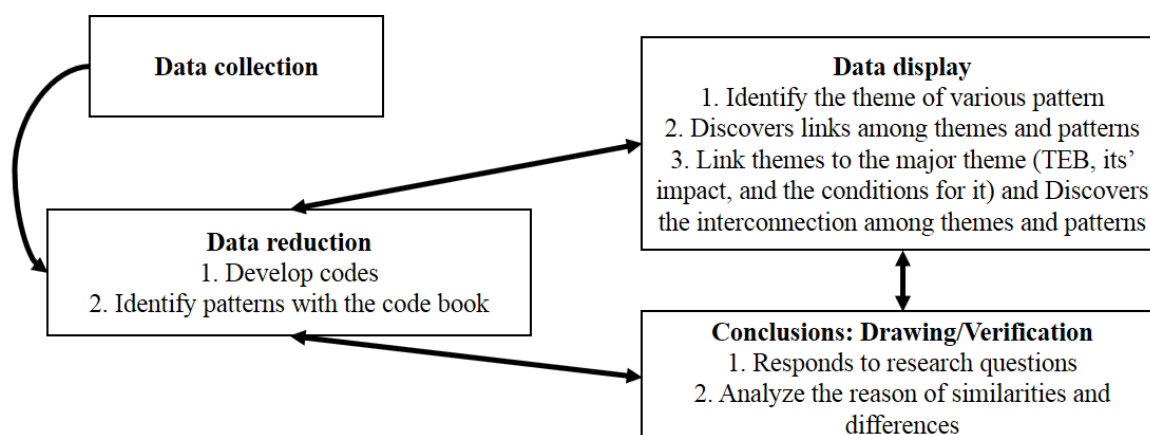 Data collection
Data display
1. Identify the theme of various pattern
2. Discovers links among themes and patterns
3. Link themes to the major theme (TEB, its’
impact, and the conditions for it) and Discovers
the interconnection among themes and patterns
Data reduction
1. Develop codes
2. Identify patterns with the code book
Conclusions: Drawing/Verification
1. Responds to research questions
2. Analyze the reason of similarities and
differences